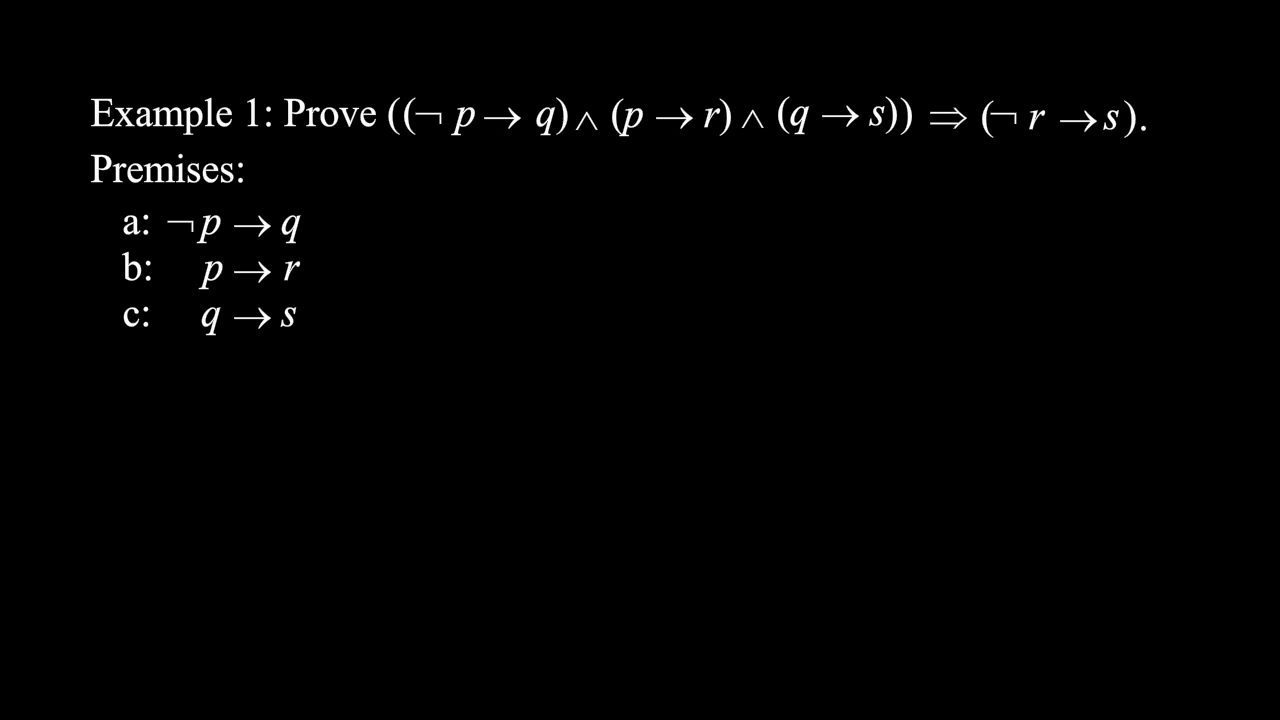 Example 1: Prove ((¬ p → q) ∧ (p → r) ∧ (q → s)) ⇒ (¬ r → s).
Premises:
a: ¬ p → q
b: p → r
c: q → s